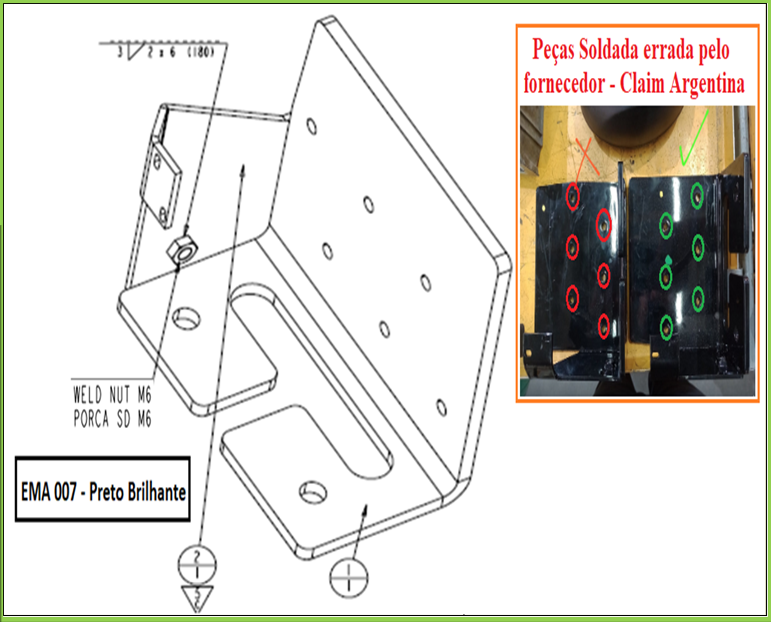 3 2 x 6 (180)
Peças Soldada errada pelo
fornecedor - Claim Argentina
WELD NUT M6
PORCA SD M6
EMA 007 - Preto Brilhante
2
1
1
1